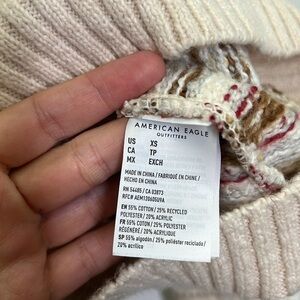 AMERICAN EAGLE
OUTFITTERS
US XS
CA TP
MX EXCH
MADE IN CHINA / FABRIQUÉ EN CHINE /
HECHO EN CHINA
RN 54485 / CA 03873
RFC# AEM130605U9A
EN 55% COTTON / 25% RECYCLED
POLYESTER / 20% ACRYLIC
FR 55% COTON / 25% POLYESTER
RÉGÉNÉRÉ / 20% ACRYLIQUE
SP 55% algodón / 25% poliéster reciclado /
20% acrílico